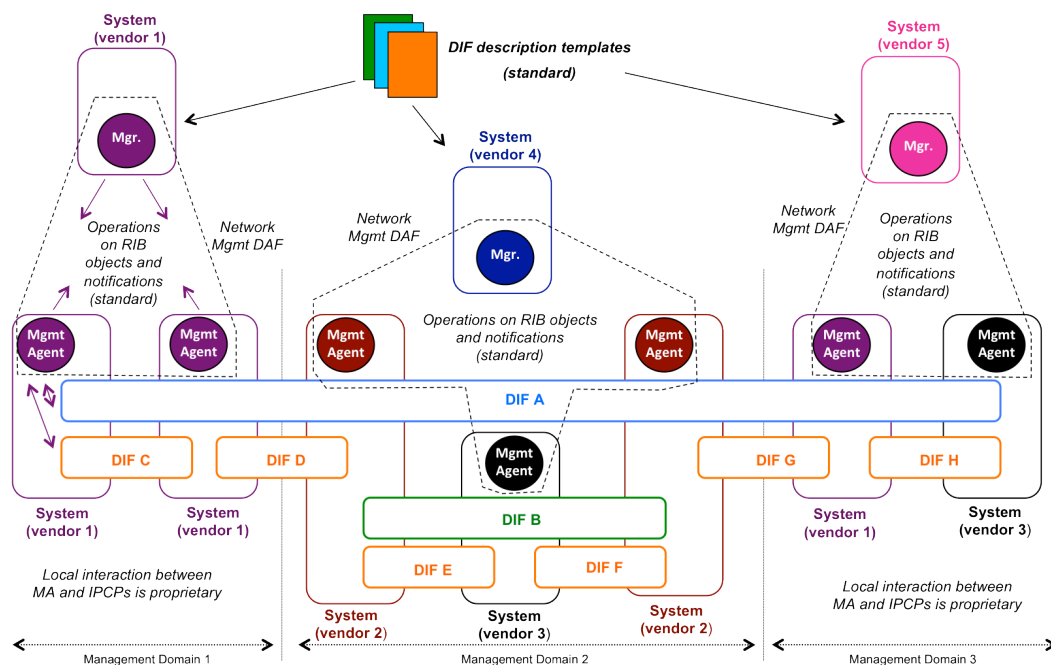 System
(vendor 1)
DIF description templates
(standard)
System
(vendor 5)
Mgr.
System
(vendor 4)
Mgr.
Network
Mgmt DAF
Operations
on RIB
objects and
notifications
(standard)
Network
Mgmt DAF
Network
Mgmt DAF
Operations
on RIB
objects and
notifications
(standard)
Mgr.
Operations on RIB objects
and notifications
(standard)
Mgmt
Agent
Mgmt
Agent
Mgmt
Agent
Mgmt
Agent
Mgmt
Agent
Mgmt
Agent
DIF A
DIF C
DIF D
Mgmt
Agent
DIF G
DIF H
System
(vendor 1)
System
(vendor 1)
DIF B
System
(vendor 1)
System
(vendor 3)
DIF E
DIF F
Local interaction between
MA and IPCPs is proprietary
System
(vendor 2)
System
(vendor 3)
System
(vendor 2)
Local interaction between
MA and IPCPs is proprietary
Management Domain 1
Management Domain 2
Management Domain 3